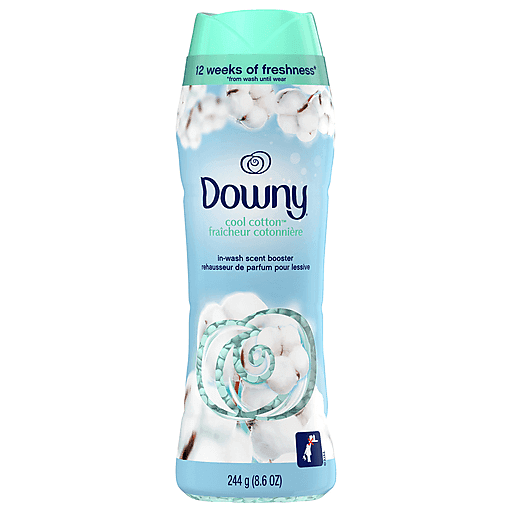 12 weeks of freshness*
*from wash until wear
Downy
cool cotton™
fraîcheur cotonnière
in-wash scent booster
rehausseur de parfum pour lessive
244 g (8.6 OZ)